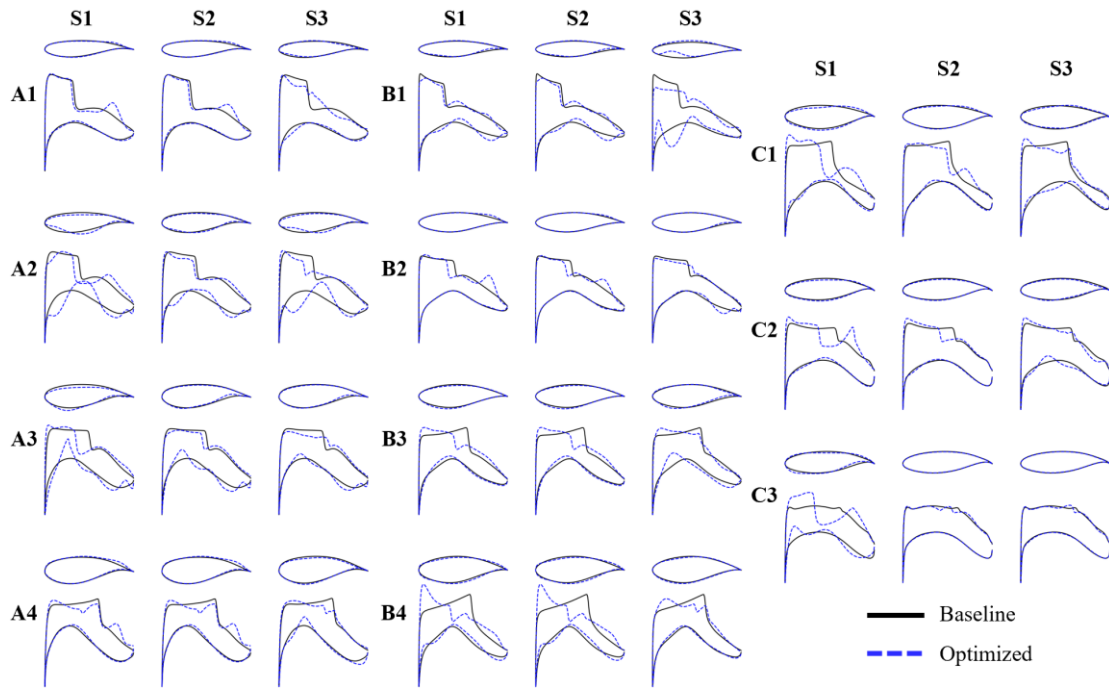 S1 S2 S3 S1 S2 S3
S1 S2 S3
A1 B1
C1
A2 B2
C2
A3 B3
C3
A4 B4
Baseline
Optimized